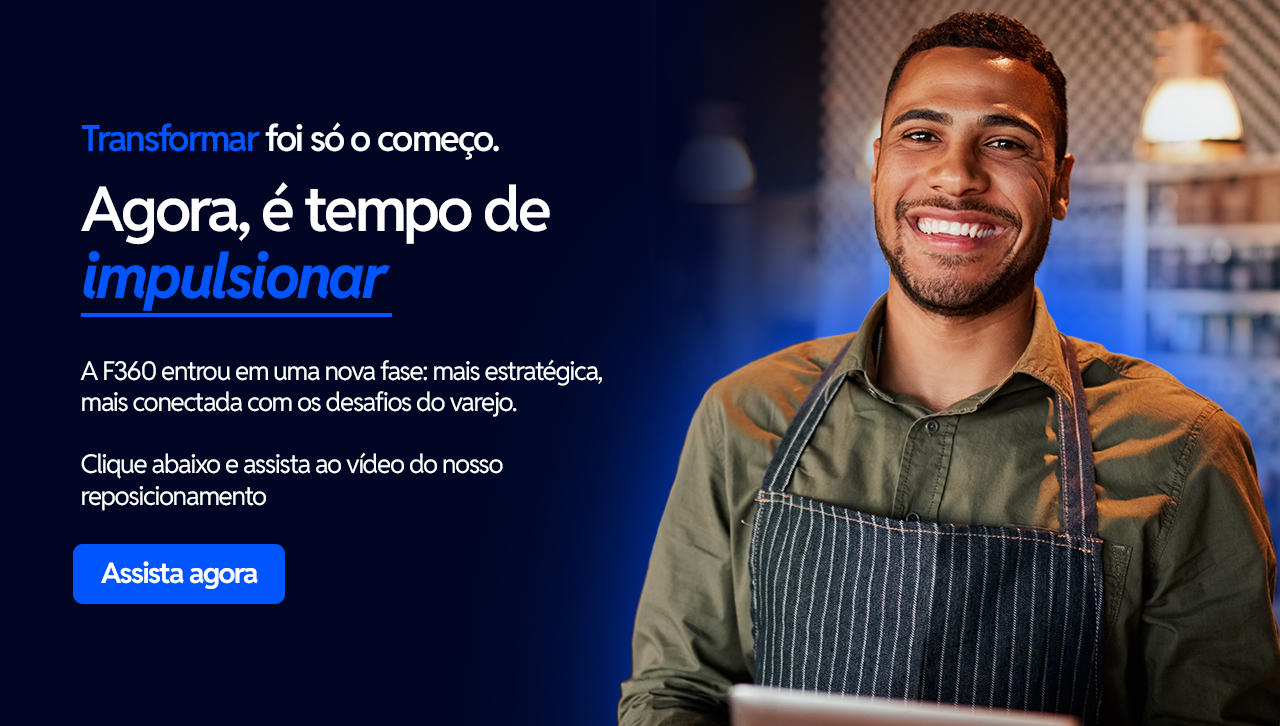 Transformar foi só o começo.
Agora, é tempo de
impulsionar
A F360 entrou em uma nova fase: mais estratégica,
mais conectada com os desafios do varejo.
Clique abaixo e assista ao vídeo do nosso
reposicionamento
Assista agora